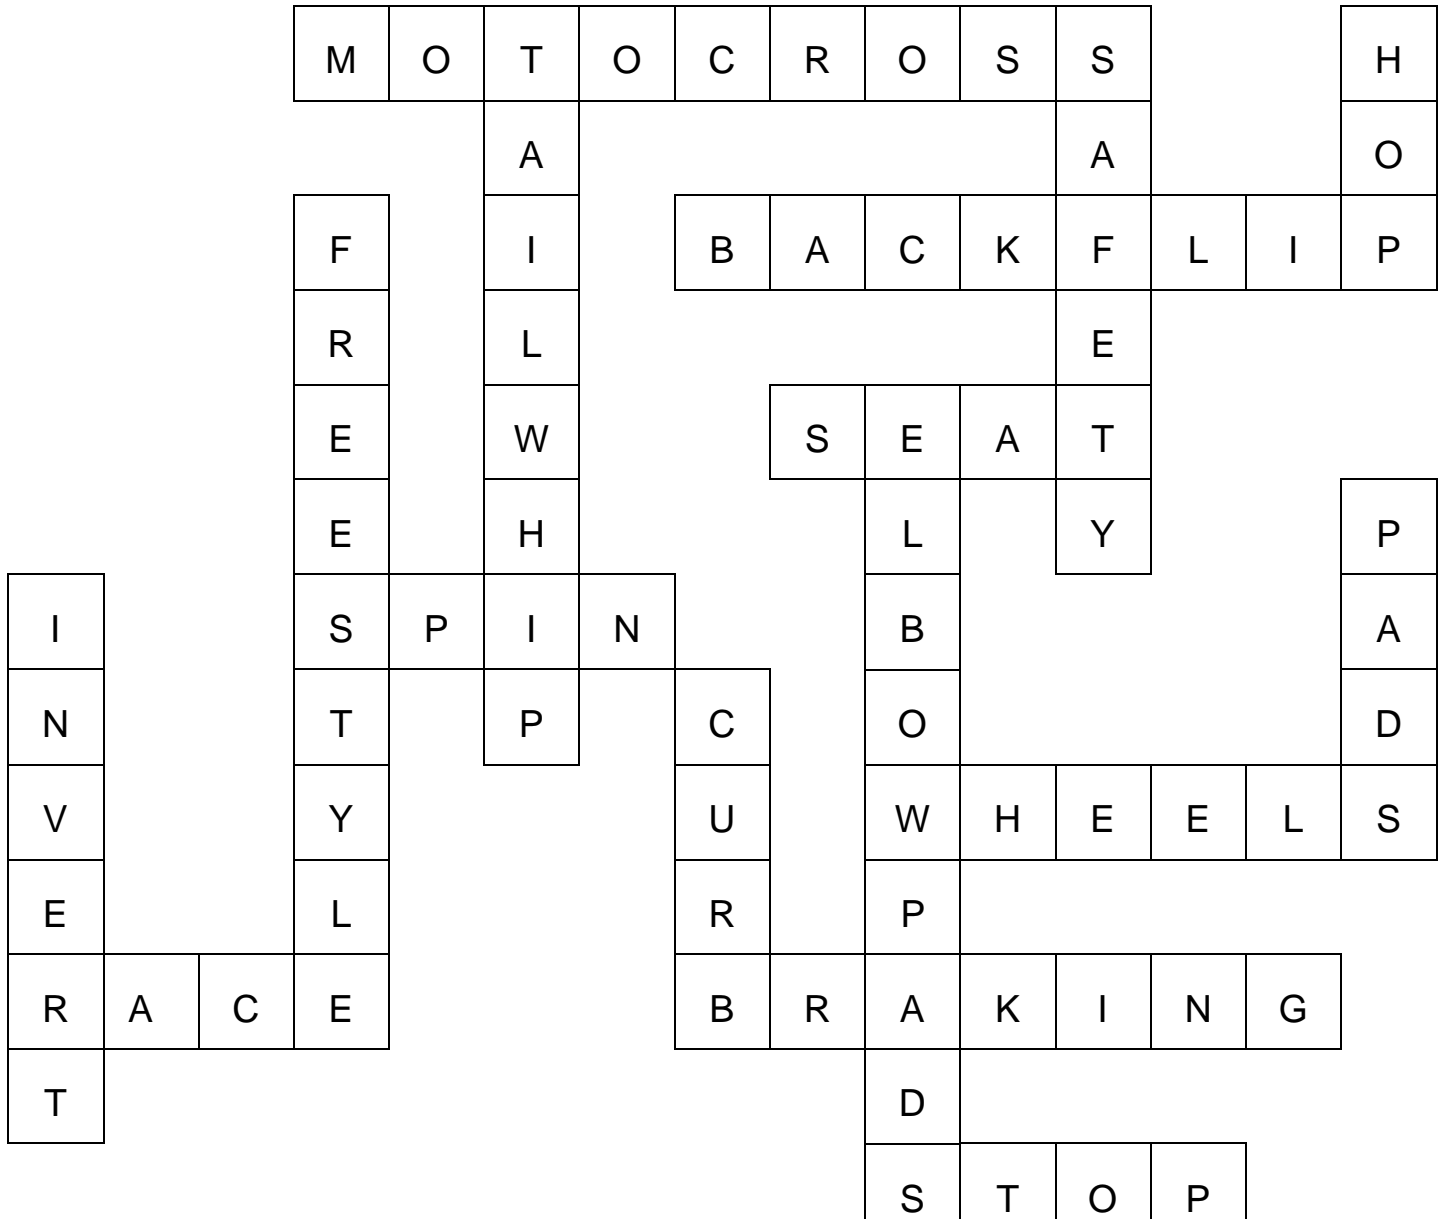 M O T O C R O S S H
A A O
F I B A C K F L I P
R L E
E W S E A T
E H L Y P
I S P I N B A
N T P C O D
V Y U W H E E L S
E L R P
R A C E B R A K I N G
T D
S T O P